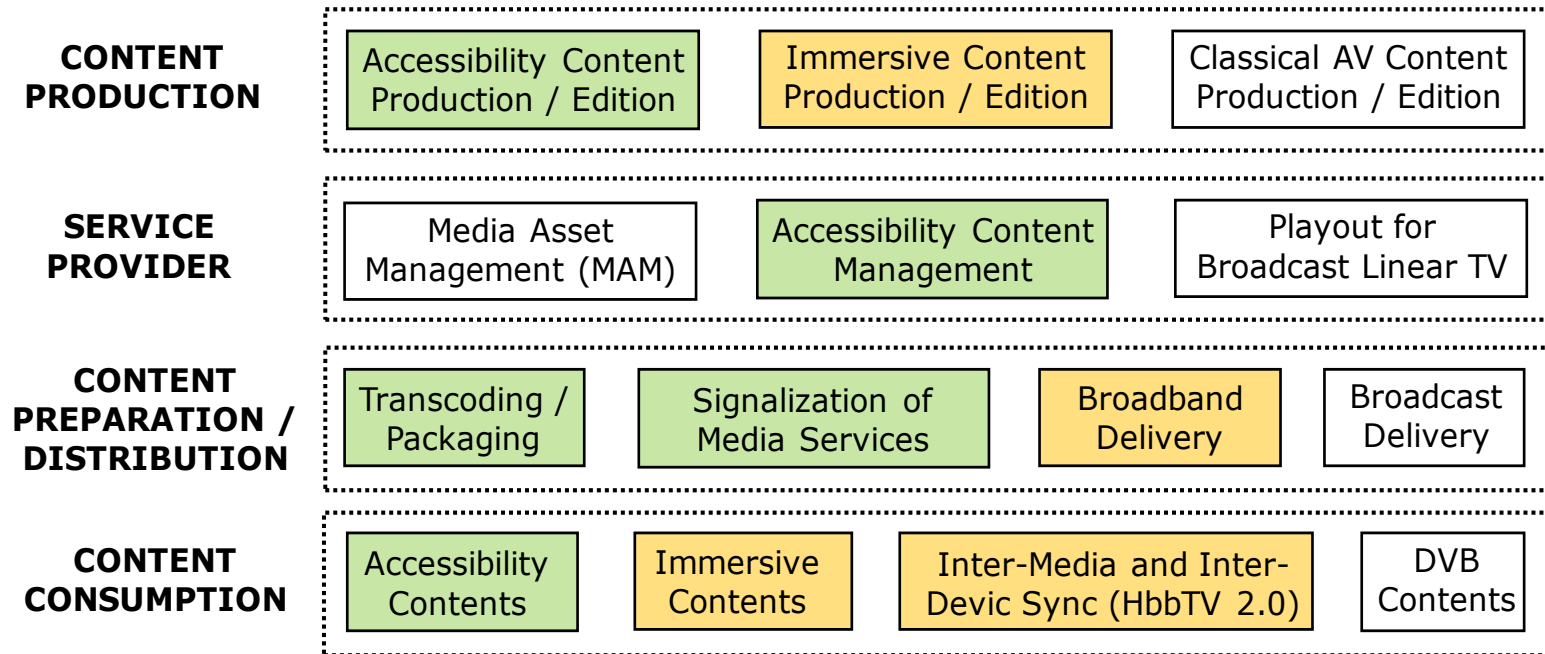 CONTENT
PRODUCTION
Accessibility Content
Production / Edition
Immersive Content
Production / Edition
Classical AV Content
Production / Edition
SERVICE
PROVIDER
Media Asset
Management (MAM)
Accessibility Content
Management
Playout for
Broadcast Linear TV
CONTENT
PREPARATION /
DISTRIBUTION
Transcoding /
Packaging
Signalization of
Media Services
Broadband
Delivery
Broadcast
Delivery
CONTENT
CONSUMPTION
Accessibility
Contents
Immersive
Contents
Inter-Media and Inter-
Devic Sync (HbbTV 2.0)
DVB
Contents